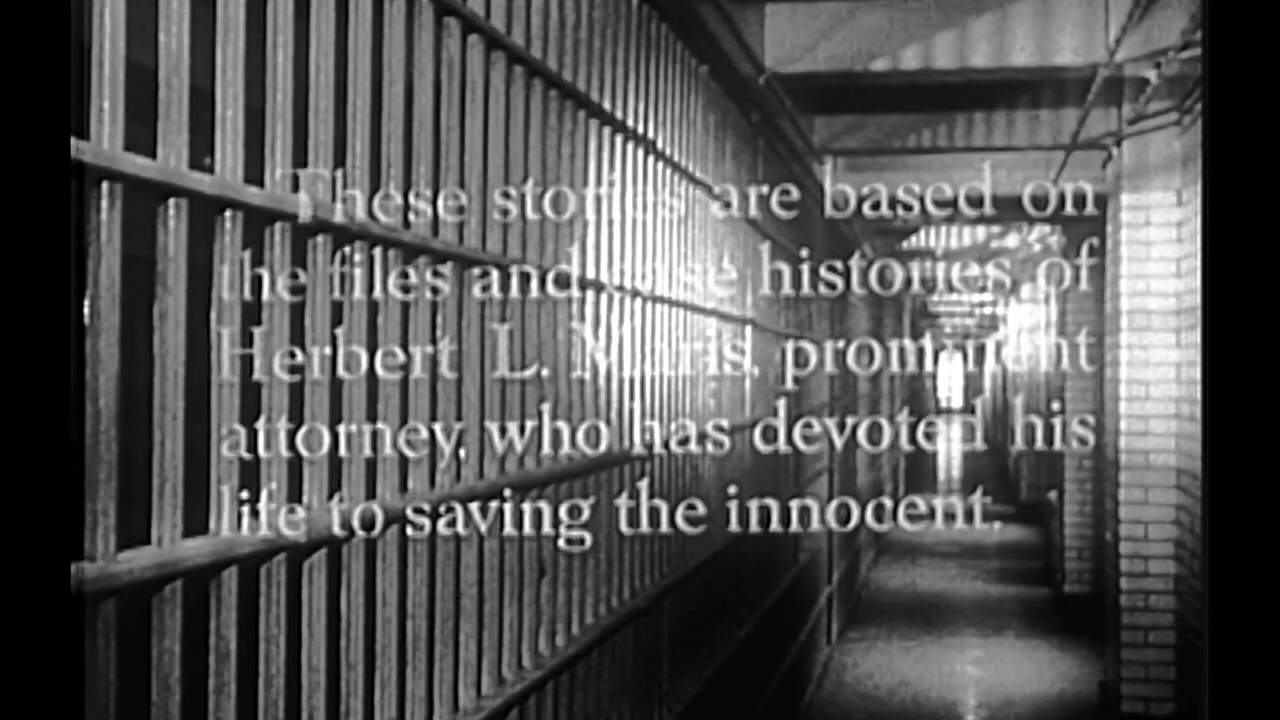 These stories are based on
the files and case histories of
Herbert L. Maris, prominent
attorney, who has devoted his
life to saving the innocent.